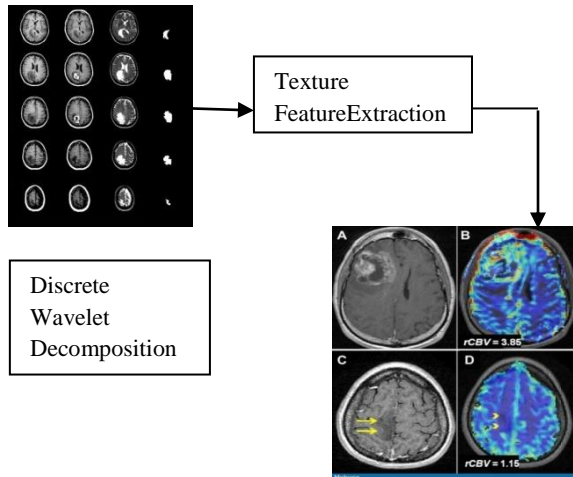 Texture
FeatureExtraction
Discrete
Wavelet
Decomposition
A
B
rCBV = 3.85
C
D
rCBV = 1.15